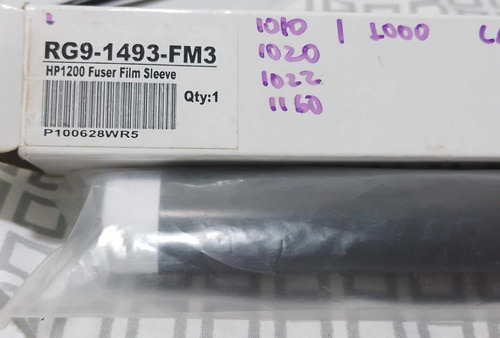 RG9-1493-FM3
HP1200 Fuser Film Sleeve
Qty:1
P100628WR5
1010 / 1000
1020
1022
1160